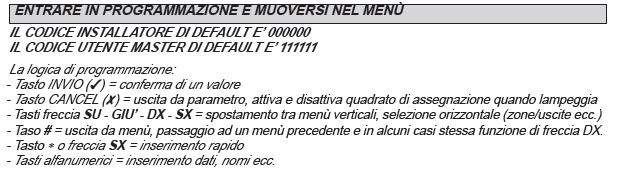 ENTRARE IN PROGRAMMAZIONE E MUOVERSI NEL MENÙ
IL CODICE INSTALLATORE DI DEFAULT E' 000000
IL CODICE UTENTE MASTER DI DEFAULT E' 111111
La logica di programmazione:
- Tasto INVIO (✓) = conferma di un valore
- Tasto CANCEL (✗) = uscita da parametro, attiva e disattiva quadrato di assegnazione quando lampeggia
- Tasti freccia SU - GIU' - DX - SX = spostamento tra menù verticali, selezione orizzontale (zone/uscite ecc.)
- Taso # = uscita da menù, passaggio ad un menù precedente e in alcuni casi stessa funzione di freccia DX.
- Tasto * o freccia SX = inserimento rapido
- Tasti alfanumerici = inserimento dati, nomi ecc.